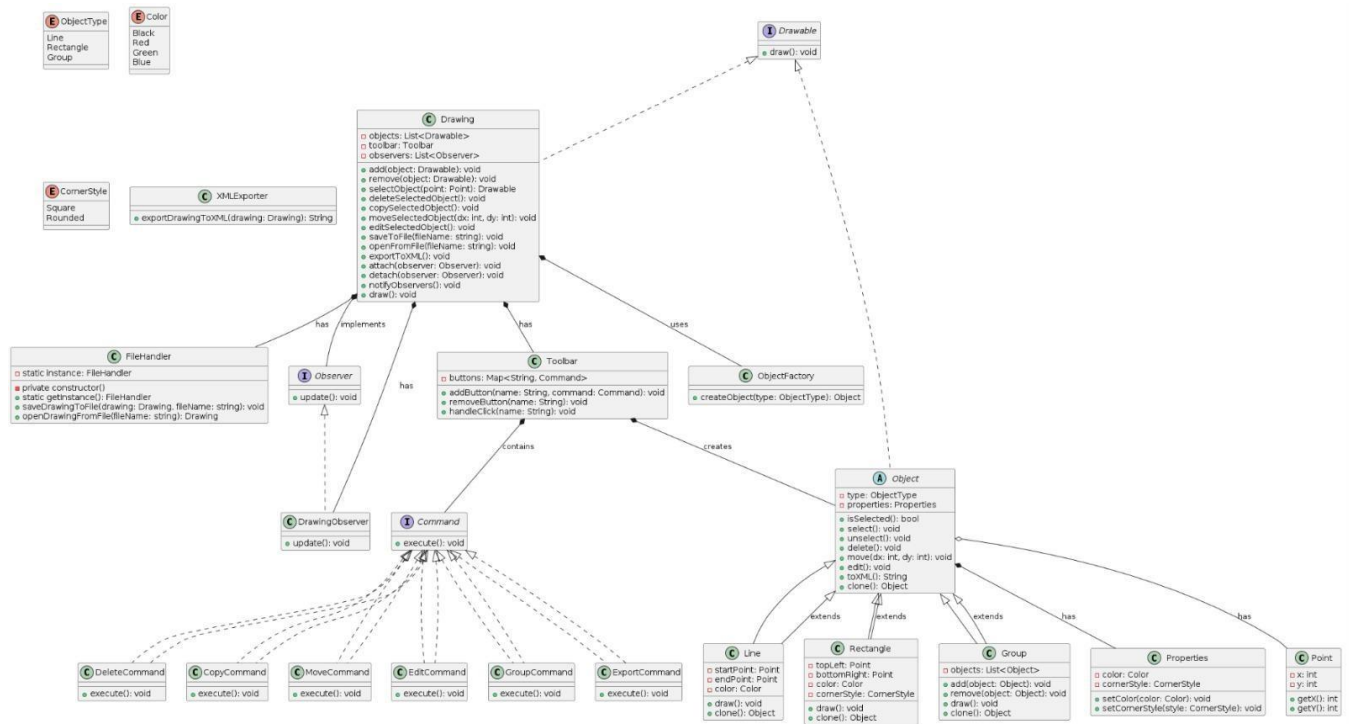 E ObjectType
Line
Rectangle
Group
E Color
Black
Red
Green
Blue
I Drawable
draw(): void
C Drawing
objects: List<Drawable>
toolbar: Toolbar
observers: List<Observer>
add(object: Drawable): void
remove(object: Drawable): void
selectObject(point: Point): Drawable
deleteSelectedObject(): void
copySelectedObject(): void
moveSelectedObject(dx: int, dy: int): void
editSelectedObject(): void
saveToFile(fileName: string): void
openFromFile(fileName: string): void
exportToXML(): void
attach(observer: Observer): void
detach(observer: Observer): void
notifyObservers(): void
draw(): void
E CornerStyle
Square
Rounded
C XMLExporter
exportDrawingToXML(drawing: Drawing): String
has
implements
has
has
uses
C FileHandler
static instance: FileHandler
private constructor()
static getInstance(): FileHandler
saveDrawingToFile(drawing: Drawing, fileName: string): void
openDrawingFromFile(fileName: string): Drawing
I Observer
update(): void
C Toolbar
buttons: Map<String, Command>
addButton(name: String, command: Command): void
removeButton(name: String): void
handleClick(name: String): void
C ObjectFactory
createObject(type: ObjectType): Object
contains
creates
C DrawingObserver
update(): void
I Command
execute(): void
A Object
type: ObjectType
properties: Properties
isSelected(): bool
select(): void
unselect(): void
delete(): void
move(dx: int, dy: int): void
edit(): void
toXML(): String
clone(): Object
extends
extends
extends
has
has
C DeleteCommand
execute(): void
C CopyCommand
execute(): void
C MoveCommand
execute(): void
C EditCommand
execute(): void
C GroupCommand
execute(): void
C ExportCommand
execute(): void
C Line
startPoint: Point
endPoint: Point
color: Color
draw(): void
clone(): Object
C Rectangle
topLeft: Point
bottomRight: Point
color: Color
cornerStyle: CornerStyle
draw(): void
clone(): Object
C Group
objects: List<Object>
add(object: Object): void
remove(object: Object): void
draw(): void
clone(): Object
C Properties
color: Color
cornerStyle: CornerStyle
setColor(color: Color): void
setCornerStyle(style: CornerStyle): void
C Point
x: int
y: int
getX(): int
getY(): int